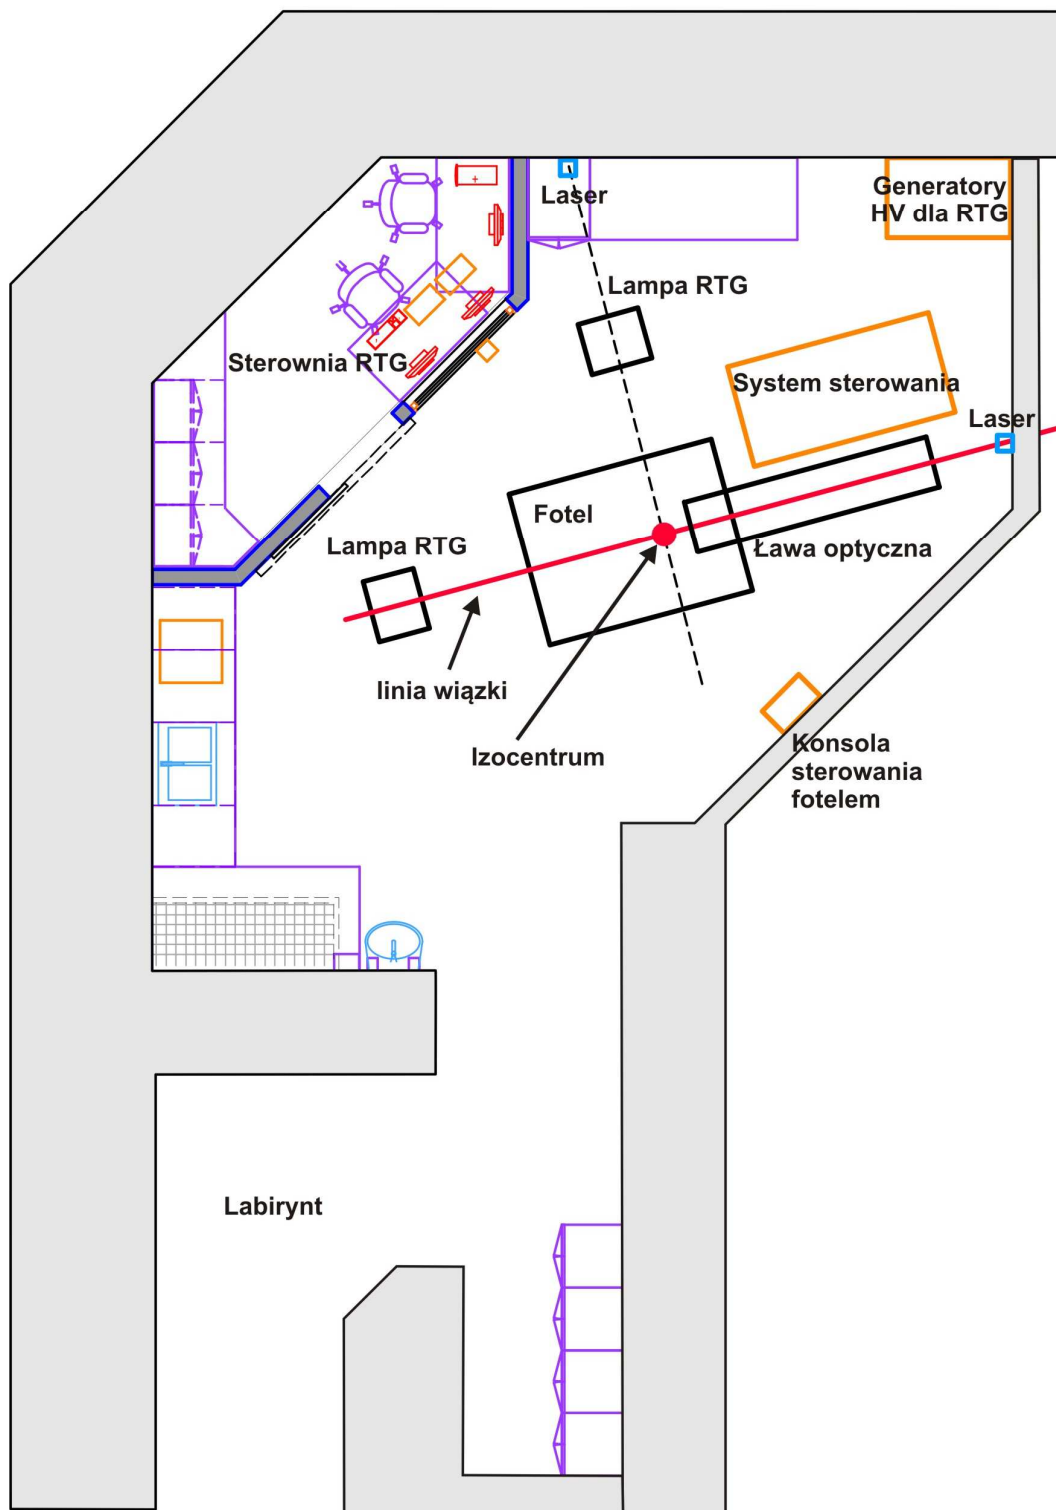 Laser
Generatory
HV dla RTG
Lampa RTG
Sterownia RTG
System sterowania
Laser
Fotel
Lampa RTG
Ława optyczna
linia wiązki
Izocentrum
Konsola
sterowania
fotelem
Labirynt